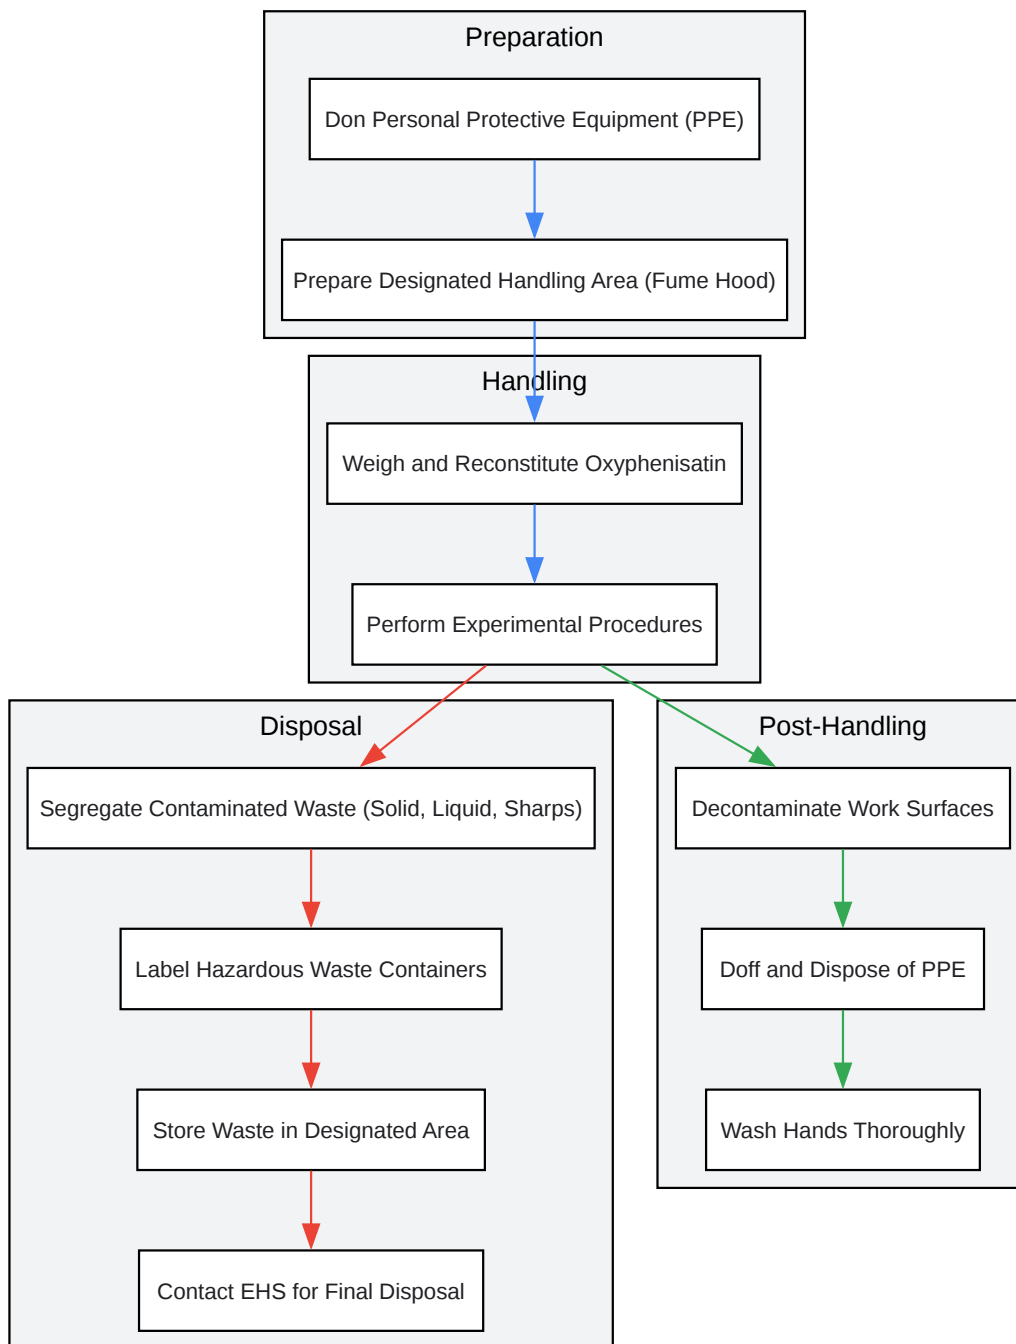 Preparation
Don Personal Protective Equipment (PPE)
Prepare Designated Handling Area (Fume Hood)
Handling
Weigh and Reconstitute Oxyphenisatin
Perform Experimental Procedures
Disposal
Segregate Contaminated Waste (Solid, Liquid, Sharps)
Label Hazardous Waste Containers
Store Waste in Designated Area
Contact EHS for Final Disposal
Post-Handling
Decontaminate Work Surfaces
Doff and Dispose of PPE
Wash Hands Thoroughly